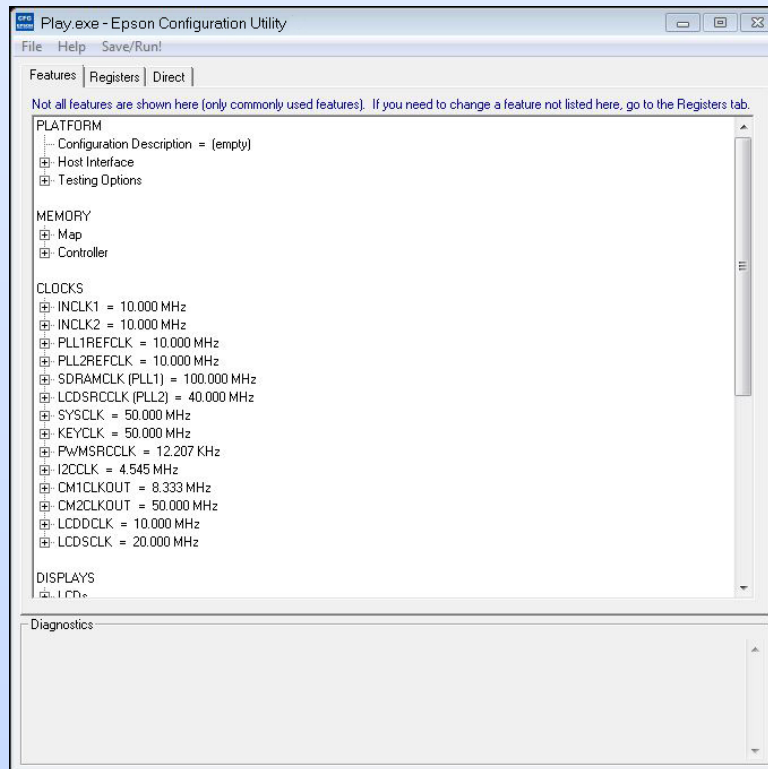 CFG
EPSON
Play.exe - Epson Configuration Utility
File Help Save/Run!
Features Registers Direct
Not all features are shown here (only commonly used features). If you need to change a feature not listed here, go to the Registers tab.
PLATFORM
Configuration Description = (empty)
Host Interface
Testing Options
MEMORY
Map
Controller
CLOCKS
INCLK1 = 10.000 MHz
INCLK2 = 10.000 MHz
PLL1REFCLK = 10.000 MHz
PLL2REFCLK = 10.000 MHz
SDRAMCLK (PLL1) = 100.000 MHz
LCDSRCCLK (PLL2) = 40.000 MHz
SYSCLK = 50.000 MHz
KEYCLK = 50.000 MHz
PWMSRCCLK = 12.207 KHz
I2CCLK = 4.545 MHz
CM1CLKOUT = 8.333 MHz
CM2CLKOUT = 50.000 MHz
LCDDCLK = 10.000 MHz
LCDSCLK = 20.000 MHz
DISPLAYS
LCDs
Diagnostics